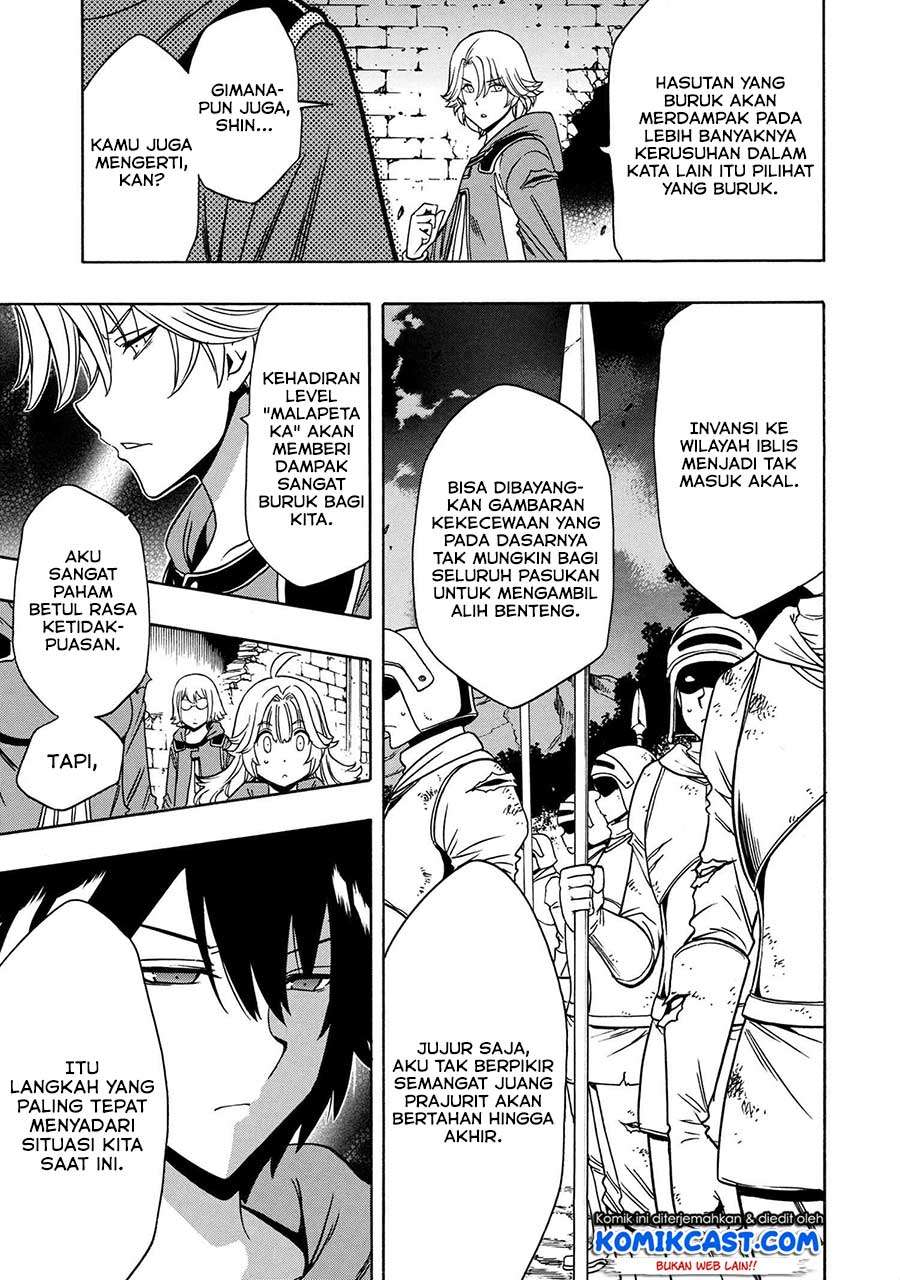 HASUTAN YANG
BURUK AKAN
MERDAMPAK PADA
LEBIH BANYAKNYA
KERUSUHAN DALAM
KATA LAIN ITU PILIHAT
YANG BURUK.
GIMANA-
PUN JUGA,
SHIN...
KAMU JUGA
MENGERTI,
KAN?
INVANSI KE
WILAYAH IBLIS
MENJADI TAK
MASUK AKAL.
BISA DIBAYANG-
KAN GAMBARAN
KEKECEWAAN YANG
PADA DASARNYA
TAK MUNGKIN BAGI
SELURUH PASUKAN
UNTUK MENGAMBIL
ALIH BENTENG.
JUJUR SAJA,
AKU TAK BERPIKIR
SEMANGAT JUANG
PRAJURIT AKAN
BERTAHAN HINGGA
AKHIR.
KEHADIRAN
LEVEL
"MALAPETA
KA" AKAN
MEMBERI
DAMPAK
SANGAT
BURUK BAGI
KITA.
AKU
SANGAT
PAHAM
BETUL RASA
KETIDAK-
PUASAN.
TAPI,
ITU
LANGKAH YANG
PALING TEPAT
MENYADARI
SITUASI KITA
SAAT INI.
Komik ini diterjemahkan & diedit oleh
KOMIKCAST.COM
BUKAN WEB LAIN!!